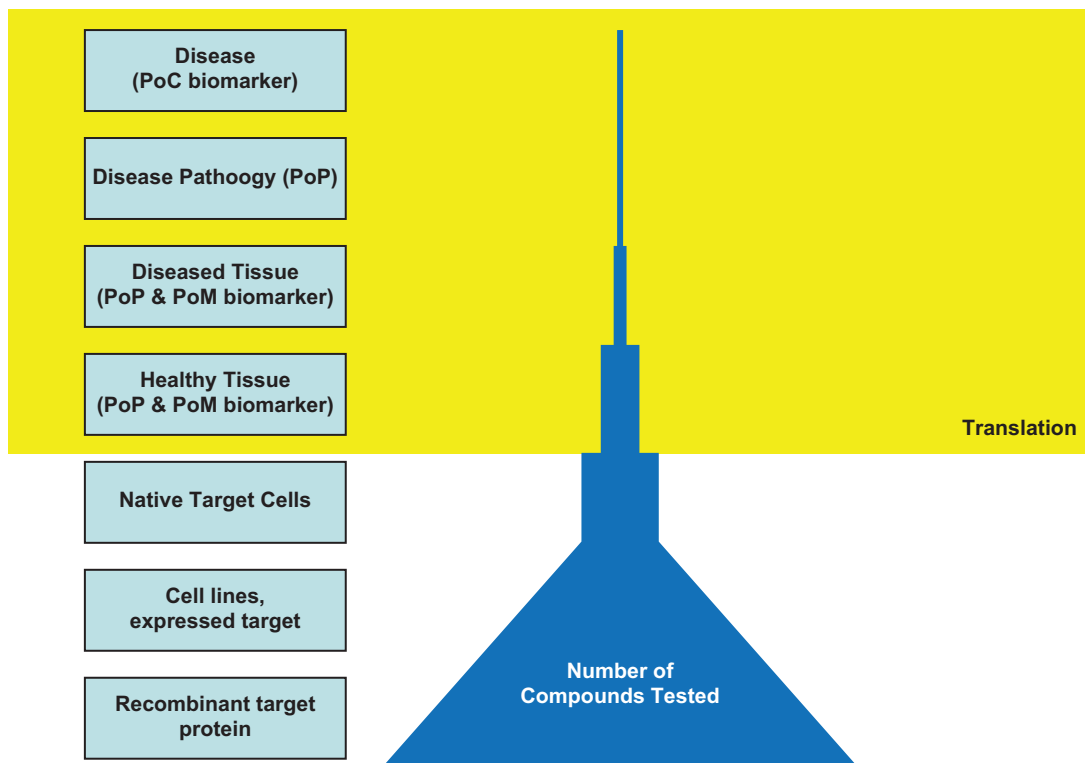 Disease
(PoC biomarker)
Disease Pathoogy (PoP)
Diseased Tissue
(PoP & PoM biomarker)
Healthy Tissue
(PoP & PoM biomarker)
Translation
Native Target Cells
Cell lines,
expressed target
Number of
Compounds Tested
Recombinant target
protein